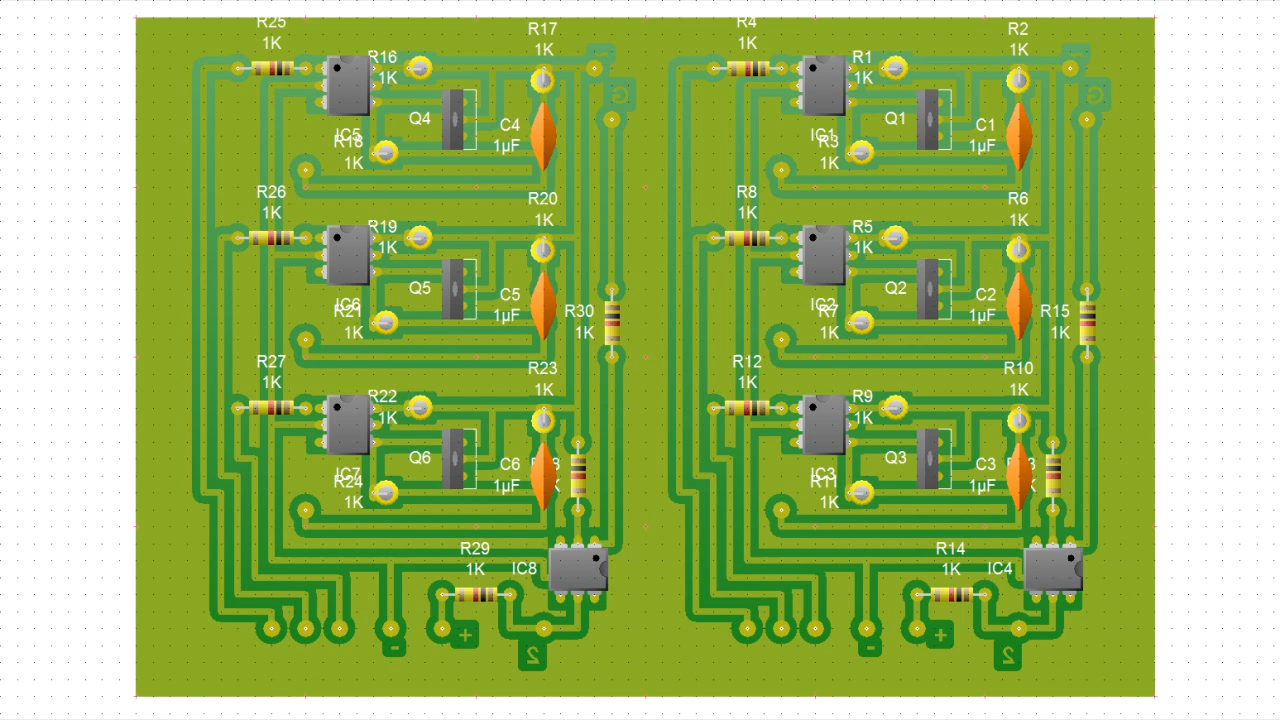 R25
1K
R17
1K
R4
1K
R2
1K
R16
1K
R1
1K
Q4
C4
1µF
Q1
C1
1µF
IC5
R18
1K
IC1
R3
1K
R26
1K
R20
1K
R8
1K
R6
1K
R19
1K
R5
1K
Q5
C5
1µF
Q2
C2
1µF
IC6
R21
1K
R30
1K
IC2
R7
1K
R15
1K
R27
1K
R23
1K
R12
1K
R10
1K
R22
1K
R9
1K
Q6
C6
1µF
Q3
C3
1µF
IC7
R24
1K
IC3
R11
1K
R29
1K
IC8
R14
1K
IC4
+
-
2
+
-
2